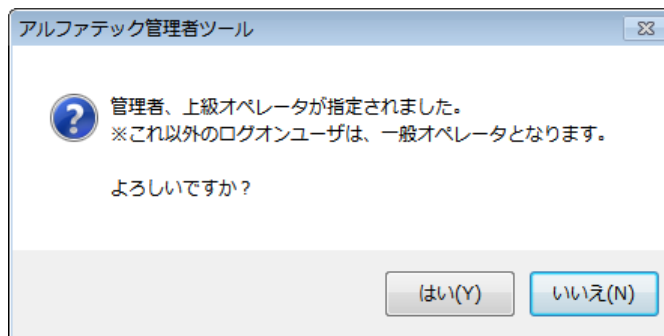 アルファテック管理者ツール
管理者、上級オペレータが指定されました。
※これ以外のログオンユーザは、一般オペレータとなります。
よろしいですか？
はい(Y)
いいえ(N)